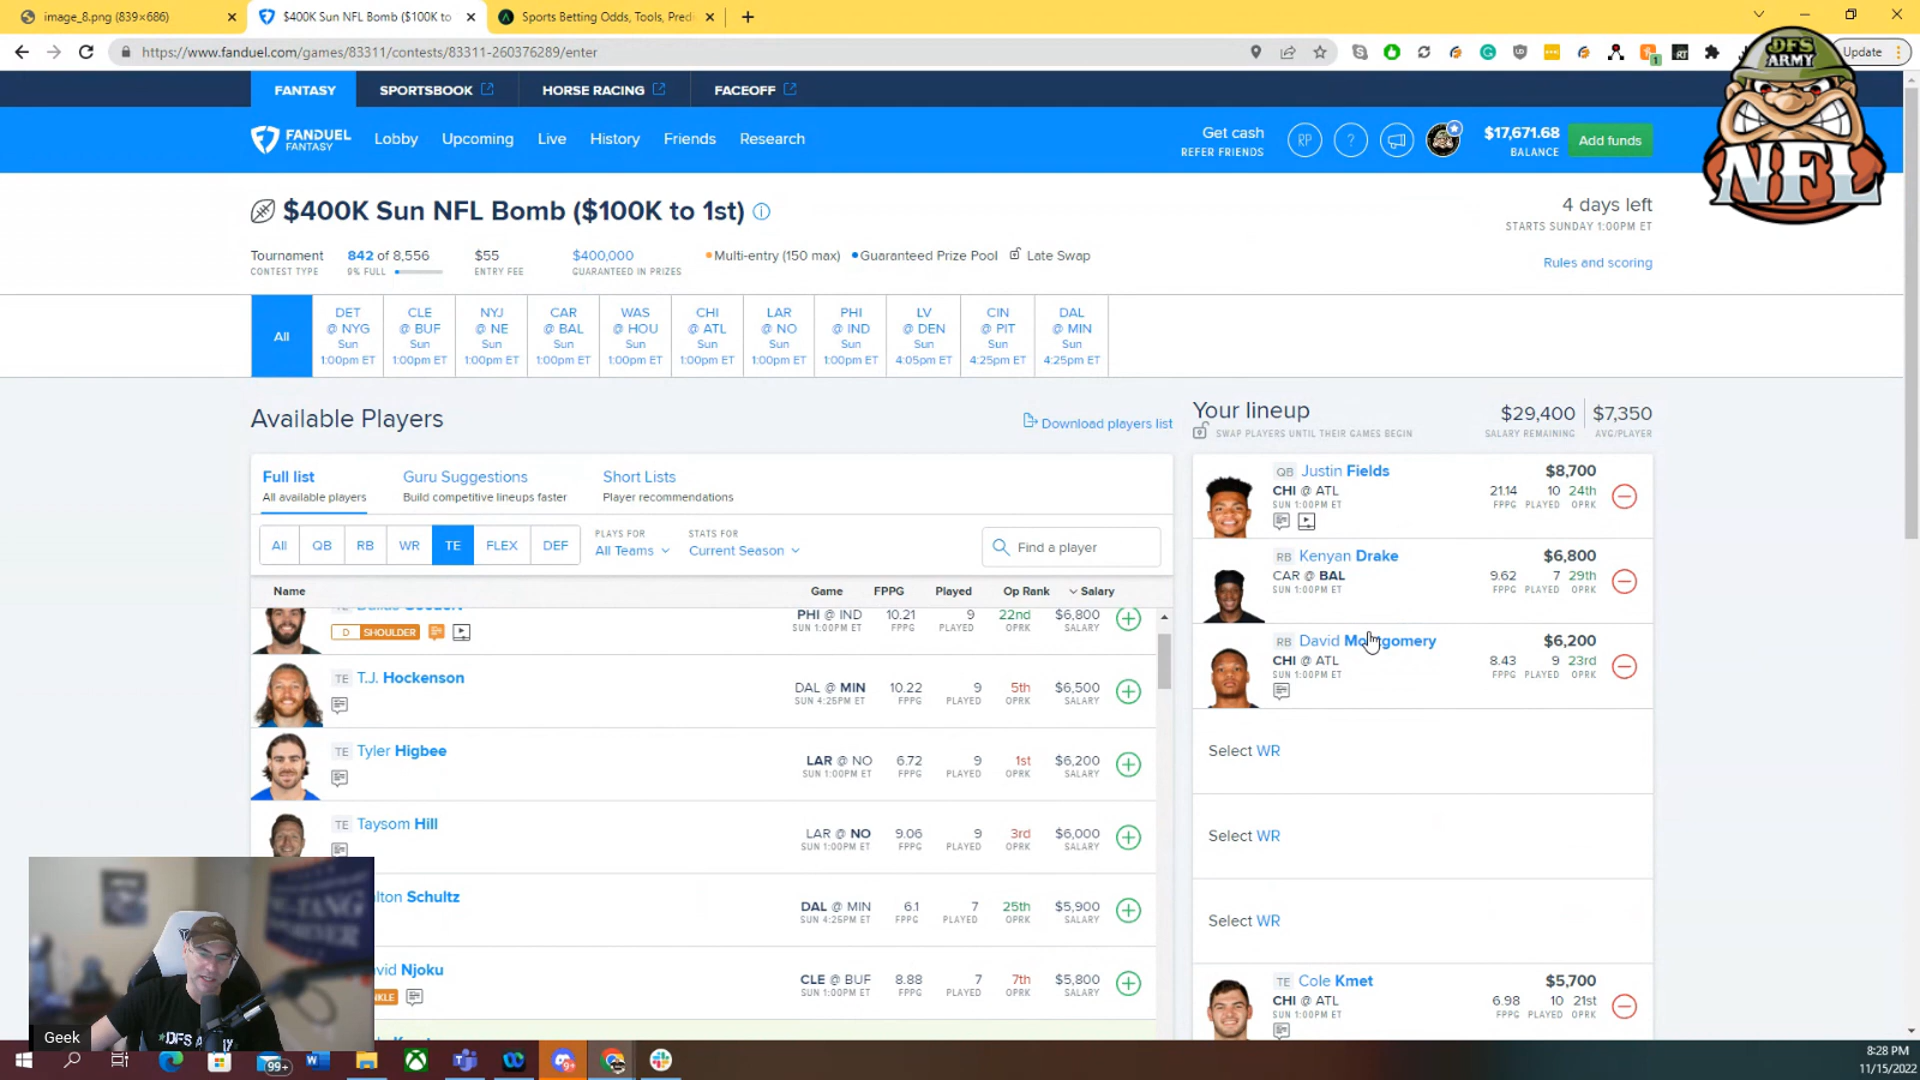 image_8.png (839×686)
$400K Sun NFL Bomb ($100K to
Sports Betting Odds, Tools, Predi
https://www.fanduel.com/games/83311/contests/83311-260376289/enter
Update
DFS
ARMY
NFL
FANTASY
SPORTSBOOK
HORSE RACING
FACEOFF
FANDUEL
FANTASY
Lobby
Upcoming
Live
History
Friends
Research
Get cash
REFER FRIENDS
RP
?
$17,671.68
BALANCE
Add funds
$400K Sun NFL Bomb ($100K to 1st)
4 days left
STARTS SUNDAY 1:00PM ET
Tournament
CONTEST TYPE
842 of 8,556
9% FULL
$55
ENTRY FEE
$400,000
GUARANTEED IN PRIZES
Multi-entry (150 max)
Guaranteed Prize Pool
Late Swap
Rules and scoring
All
DET
@ NYG
Sun
1:00pm ET
CLE
@ BUF
Sun
1:00pm ET
NYJ
@ NE
Sun
1:00pm ET
CAR
@ BAL
Sun
1:00pm ET
WAS
@ HOU
Sun
1:00pm ET
CHI
@ ATL
Sun
1:00pm ET
LAR
@ NO
Sun
1:00pm ET
PHI
@ IND
Sun
1:00pm ET
LV
@ DEN
Sun
4:05pm ET
CIN
@ PIT
Sun
4:25pm ET
DAL
@ MIN
Sun
4:25pm ET
Available Players
Download players list
Full list
All available players
Guru Suggestions
Build competitive lineups faster
Short Lists
Player recommendations
All
QB
RB
WR
TE
FLEX
DEF
PLAYS FOR
All Teams
STATS FOR
Current Season
Find a player
Name
Game
FPPG
Played
Op Rank
Salary
D SHOULDER
PHI @ IND 10.21 9 22nd $6,800
SUN 1:00PM ET FPPG PLAYED OPRK SALARY
TE T.J. Hockenson
DAL @ MIN 10.22 9 5th $6,500
SUN 4:25PM ET FPPG PLAYED OPRK SALARY
TE Tyler Higbee
LAR @ NO 6.72 9 1st $6,200
SUN 1:00PM ET FPPG PLAYED OPRK SALARY
TE Taysom Hill
LAR @ NO 9.06 9 3rd $6,000
SUN 1:00PM ET FPPG PLAYED OPRK SALARY
lton Schultz
DAL @ MIN 6.1 7 25th $5,900
SUN 4:25PM ET FPPG PLAYED OPRK SALARY
vid Njoku
NKLE
CLE @ BUF 8.88 7 7th $5,800
SUN 1:00PM ET FPPG PLAYED OPRK SALARY
Your lineup
SWAP PLAYERS UNTIL THEIR GAMES BEGIN
$29,400
SALARY REMAINING
$7,350
AVG/PLAYER
QB Justin Fields $8,700
CHI @ ATL 21.14 10 24th
SUN 1:00PM ET FPPG PLAYED OPRK
RB Kenyan Drake $6,800
CAR @ BAL 9.62 7 29th
SUN 1:00PM ET FPPG PLAYED OPRK
RB David Montgomery $6,200
CHI @ ATL 8.43 9 23rd
SUN 1:00PM ET FPPG PLAYED OPRK
Select WR
Select WR
Select WR
TE Cole Kmet $5,700
CHI @ ATL 6.98 10 21st
SUN 1:00PM ET FPPG PLAYED OPRK
Geek
99+
8:28 PM
11/15/2022